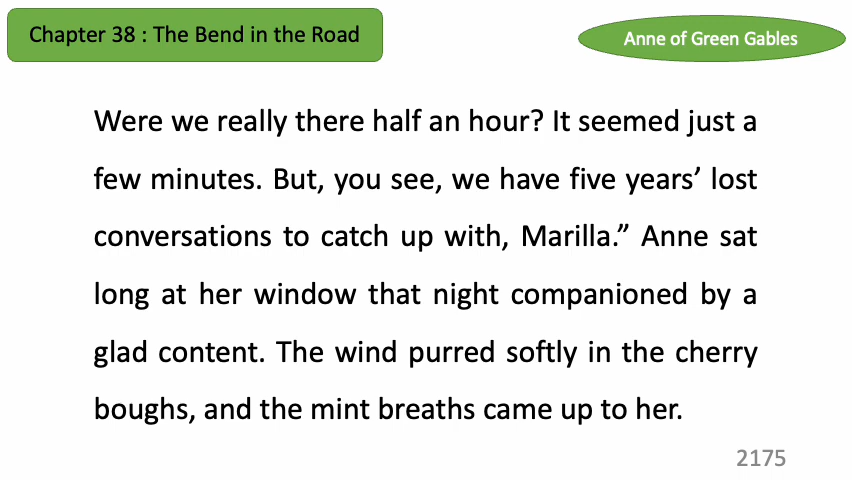 Chapter 38 : The Bend in the Road
Anne of Green Gables
Were we really there half an hour? It seemed just a
few minutes. But, you see, we have five years’ lost
conversations to catch up with, Marilla.” Anne sat
long at her window that night companioned by a
glad content. The wind purred softly in the cherry
boughs, and the mint breaths came up to her.
2175